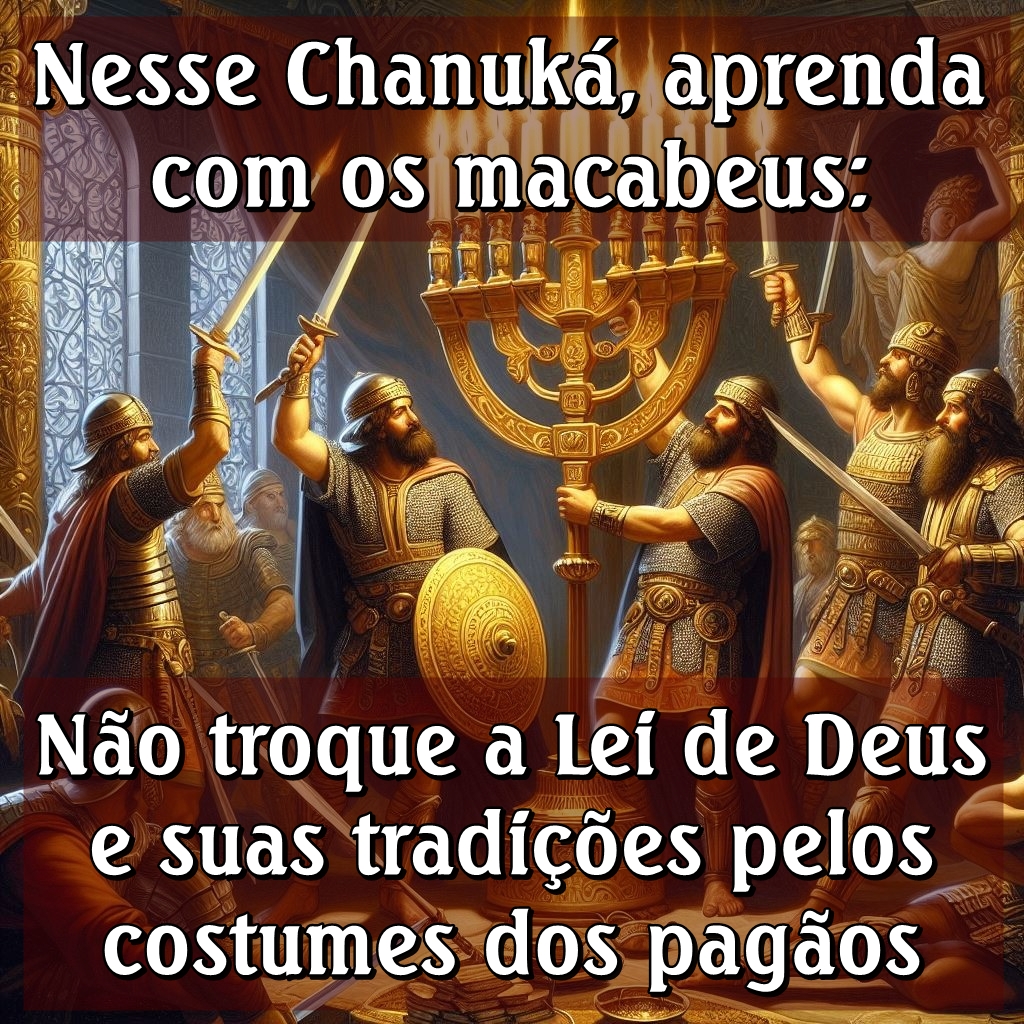 Nesse Chanuká, aprenda
com os macabeus:
Não troque a Lei de Deus
e suas tradições pelos
costumes dos pagãos